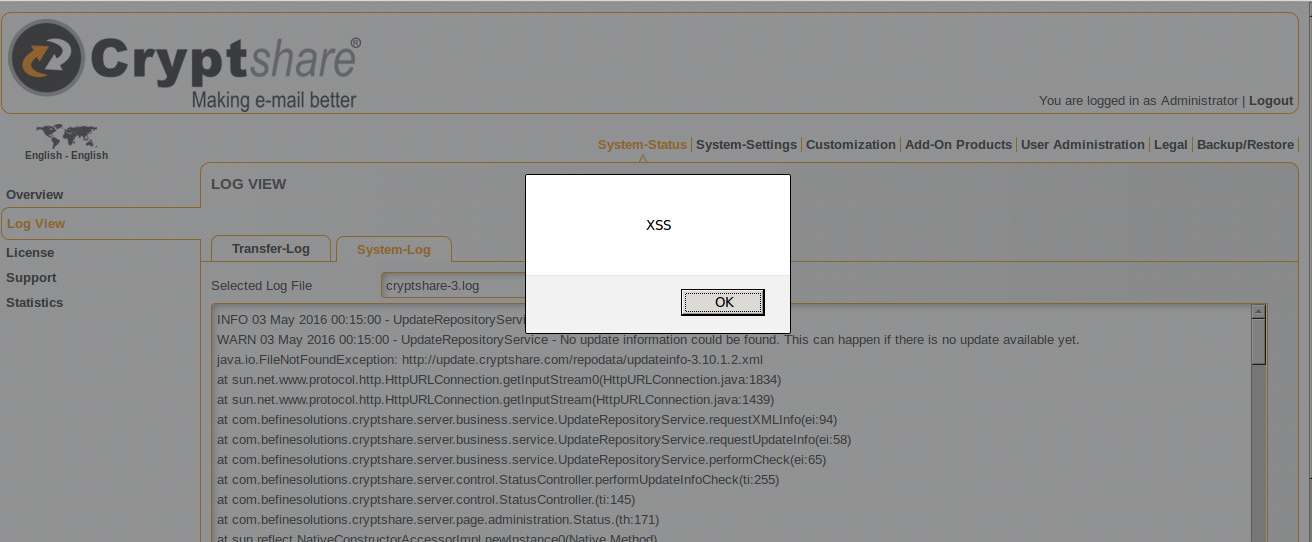 Cryptshare®
Making e-mail better
You are logged in as Administrator | Logout
English - English
System-Status | System-Settings | Customization | Add-On Products | User Administration | Legal | Backup/Restore
Overview
Log View
License
Support
Statistics
LOG VIEW
Transfer-Log
System-Log
Selected Log File
cryptshare-3.log
XSS
OK
INFO 03 May 2016 00:15:00 -
WARN 03 May 2016 00:15:00 - UpdateRepositoryService - No update information could be found. This can happen if there is no update available yet.
java.io.FileNotFoundException: http://update.cryptshare.com/repodata/updateinfo-3.10.1.2.xml
at sun.net.www.protocol.http.HttpURLConnection.getInputStream0(HttpURLConnection.java:1834)
at sun.net.www.protocol.http.HttpURLConnection.getInputStream(HttpURLConnection.java:1439)
at com.befinesolutions.cryptshare.server.business.service.UpdateRepositoryService.requestXMLInfo(ei:94)
at com.befinesolutions.cryptshare.server.business.service.UpdateRepositoryService.requestUpdateInfo(ei:58)
at com.befinesolutions.cryptshare.server.business.service.UpdateRepositoryService.performCheck(ei:65)
at com.befinesolutions.cryptshare.server.control.StatusController.performUpdateInfoCheck(ti:255)
at com.befinesolutions.cryptshare.server.control.StatusController.(ti:145)
at com.befinesolutions.cryptshare.server.page.administration.Status.(th:171)
at sun.reflect.NativeConstructorAccessorImpl.newInstance0(Native Method)